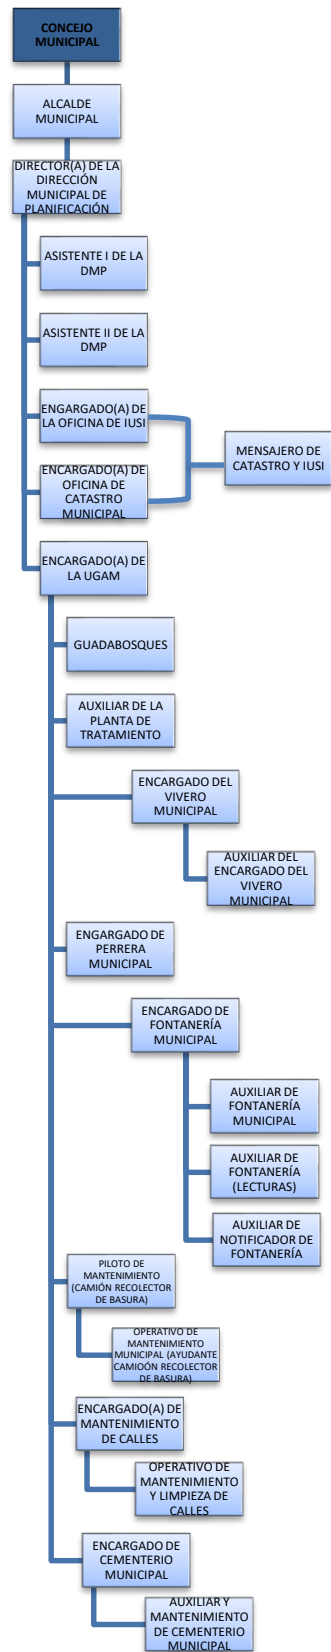 CONCEJO
MUNICIPAL
ALCALDE
MUNICIPAL
DIRECTOR(A) DE LA
DIRECCIÓN
MUNICIPAL DE
PLANIFICACIÓN
ASISTENTE I DE LA
DMP
ASISTENTE II DE LA
DMP
ENGARGADO(A) DE
LA OFICINA DE IUSI
ENCARGADO(A) DE
OFICINA DE
CATASTRO
MUNICIPAL
MENSAJERO DE
CATASTRO Y IUSI
ENCARGADO(A) DE
LA UGAM
GUADABOSQUES
AUXILIAR DE LA
PLANTA DE
TRATAMIENTO
ENCARGADO DEL
VIVERO
MUNICIPAL
AUXILIAR DEL
ENCARGADO DEL
VIVERO
MUNICIPAL
ENGARGADO DE
PERRERA
MUNICIPAL
ENCARGADO DE
FONTANERÍA
MUNICIPAL
AUXILIAR DE
FONTANERÍA
MUNICIPAL
AUXILIAR DE
FONTANERÍA
(LECTURAS)
AUXILIAR DE
NOTIFICADOR DE
FONTANERÍA
PILOTO DE
MANTENIMIENTO
(CAMIÓN RECOLECTOR
DE BASURA)
OPERATIVO DE
MANTENIMIENTO
MUNICIPAL (AYUDANTE
CAMIOÓN RECOLECTOR
DE BASURA)
ENCARGADO(A) DE
MANTENIMIENTO
DE CALLES
OPERATIVO DE
MANTENIMIENTO
Y LIMPIEZA DE
CALLES
ENCARGADO DE
CEMENTERIO
MUNICIPAL
AUXILIAR Y
MANTENIMIENTO
DE CEMENTERIO
MUNICIPAL